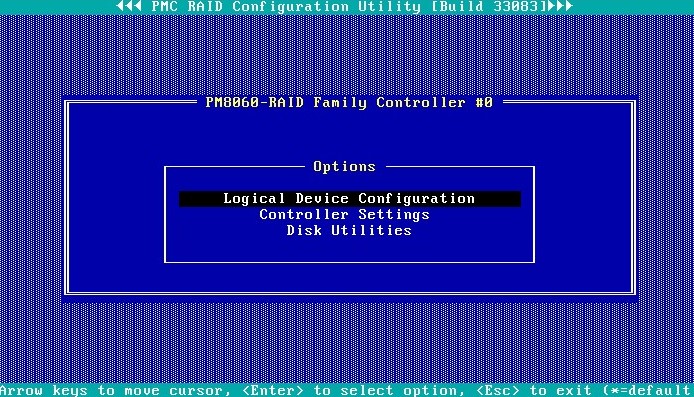 PMC RAID Configuration Utility [Build 33083]
PM8060-RAID Family Controller #0
Options
Logical Device Configuration
Controller Settings
Disk Utilities
Arrow keys to move cursor, <Enter> to select option, <Esc> to exit (*=default